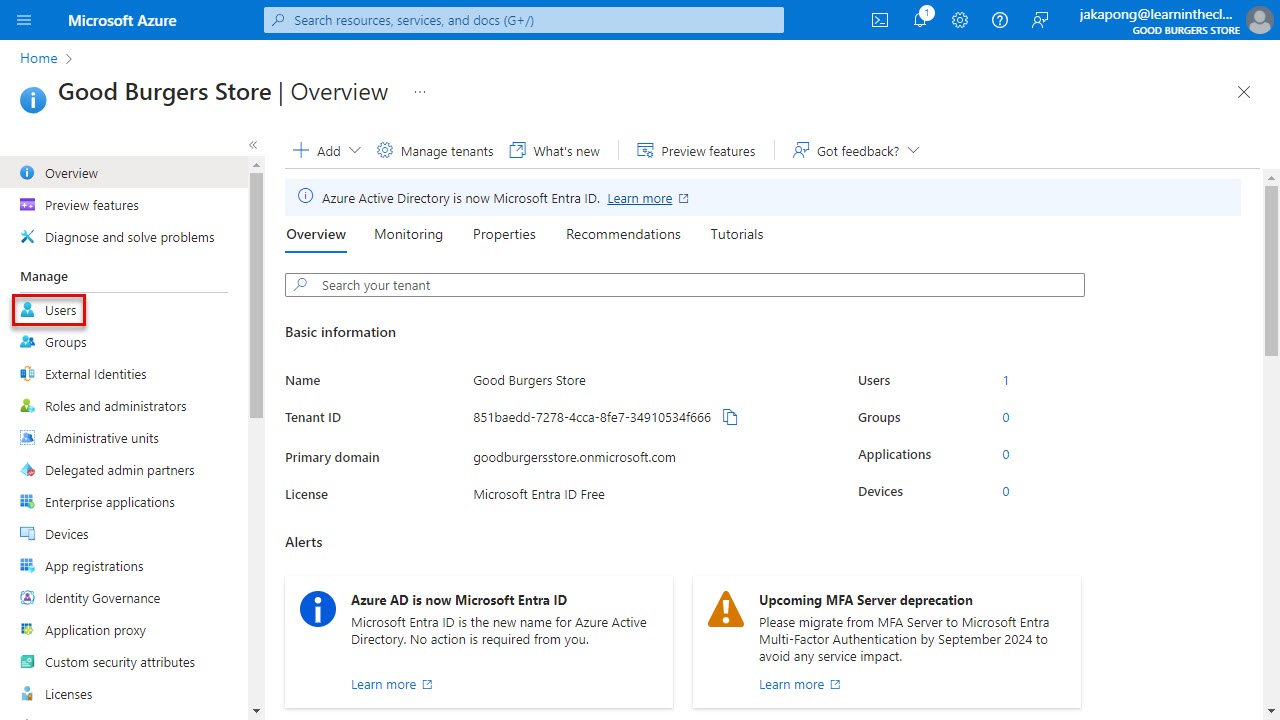 Microsoft Azure
Search resources, services, and docs (G+/)
1
jakapong@learninthecl...
GOOD BURGERS STORE
Home
Good Burgers Store | Overview
...
Add
Manage tenants
What's new
Preview features
Got feedback?
Overview
Preview features
Diagnose and solve problems
Manage
Users
Groups
External Identities
Roles and administrators
Administrative units
Delegated admin partners
Enterprise applications
Devices
App registrations
Identity Governance
Application proxy
Custom security attributes
Licenses
Azure Active Directory is now Microsoft Entra ID. Learn more
Overview Monitoring Properties Recommendations Tutorials
Search your tenant
Basic information
Name Good Burgers Store Users 1
Tenant ID 851baedd-7278-4cca-8fe7-34910534f666 Groups 0
Primary domain goodburgersstore.onmicrosoft.com Applications 0
License Microsoft Entra ID Free Devices 0
Alerts
Azure AD is now Microsoft Entra ID
Microsoft Entra ID is the new name for Azure Active
Directory. No action is required from you.
Learn more
Upcoming MFA Server deprecation
Please migrate from MFA Server to Microsoft Entra
Multi-Factor Authentication by September 2024 to
avoid any service impact.
Learn more